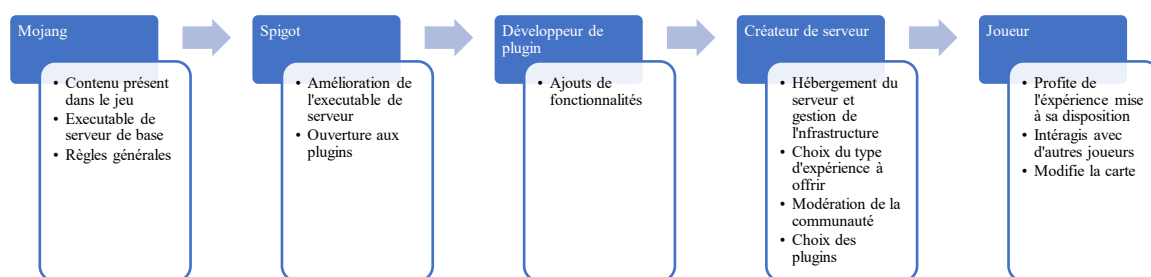 Mojang
• Contenu présent
dans le jeu
• Executable de
serveur de base
• Règles générales
Spigot
• Amélioration de
l'executable de
serveur
• Ouverture aux
plugins
Développeur de
plugin
• Ajouts de
fonctionnalités
Créateur de serveur
• Hébergement du
serveur et
gestion de
l'nfrastructure
• Choix du type
d'expérience à
offrir
• Modération de la
communauté
• Choix des
plugins
Joueur
• Profite de
l'éxpérience mise
à sa disposition
• Intéragis avec
d'autres joueurs
• Modifie la carte